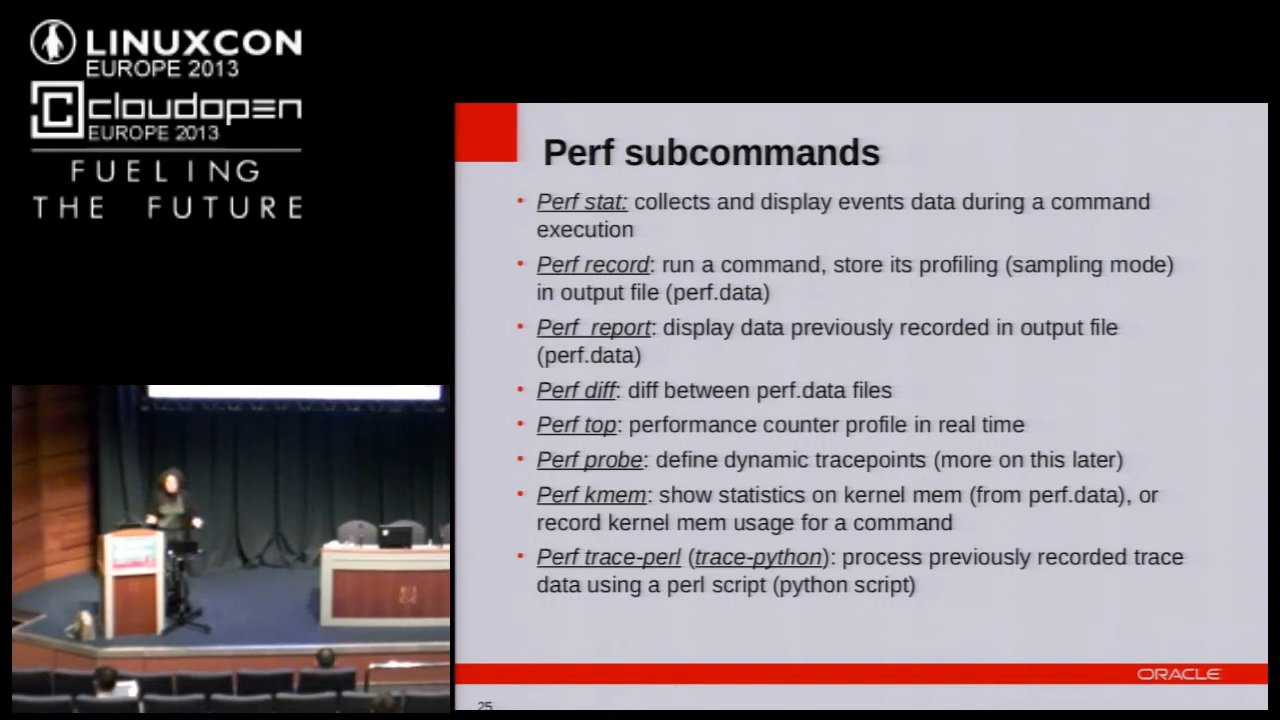 LINUXCON
EUROPE 2013
cloudopen
EUROPE 2013
FUELING
THE FUTURE
Perf subcommands
• Perf stat: collects and display events data during a command
execution
• Perf record: run a command, store its profiling (sampling mode)
in output file (perf.data)
• Perf report: display data previously recorded in output file
(perf.data)
• Perf diff: diff between perf.data files
• Perf top: performance counter profile in real time
• Perf probe: define dynamic tracepoints (more on this later)
• Perf kmem: show statistics on kernel mem (from perf.data), or
record kernel mem usage for a command
• Perf trace-perl (trace-python): process previously recorded trace
data using a perl script (python script)
ORACLE
25